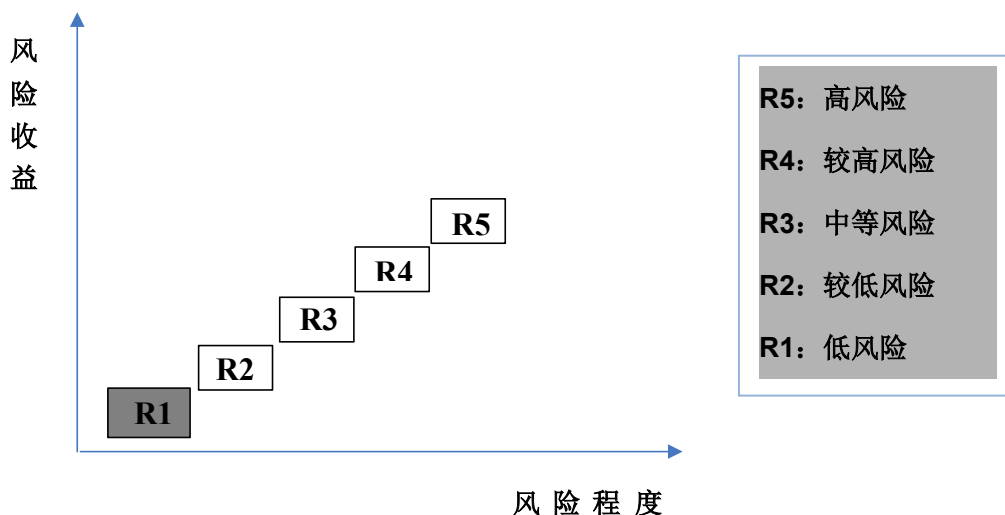 风险收益
R5：高风险
R4：较高风险
R3：中等风险
R2：较低风险
R1：低风险
R5
R4
R3
R2
R1
风险程度